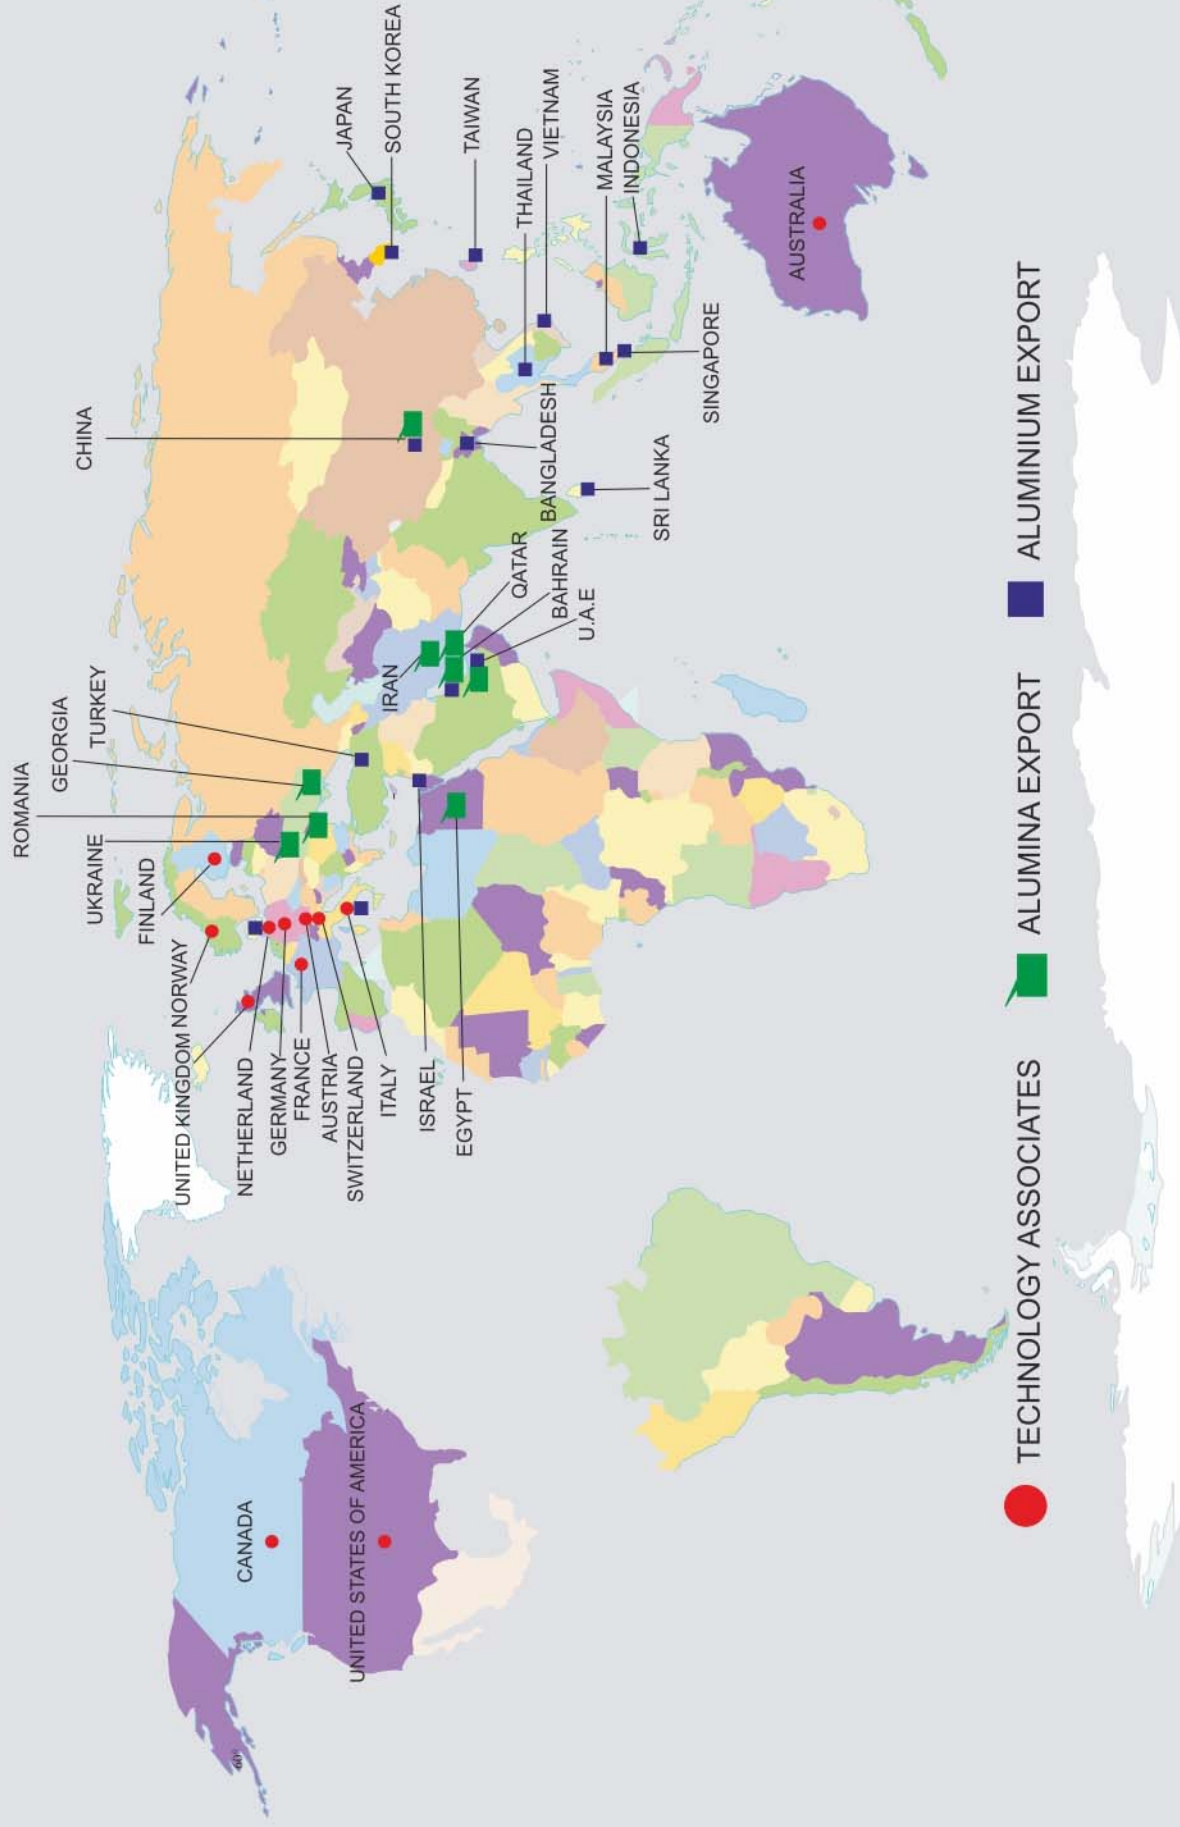 CANADA
UNITED STATES OF AMERICA
60°
UNITED KINGDOM
NORWAY
FINLAND
UKRAINE
ROMANIA
GEORGIA
TURKEY
NETHERLAND
GERMANY
FRANCE
AUSTRIA
SWITZERLAND
ITALY
ISRAEL
EGYPT
IRAN
QATAR
BAHRAIN
U.A.E
CHINA
BANGLADESH
SRI LANKA
JAPAN
SOUTH KOREA
TAIWAN
THAILAND
VIETNAM
MALAYSIA
INDONESIA
SINGAPORE
AUSTRALIA
TECHNOLOGY ASSOCIATES
ALUMINA EXPORT
ALUMINIUM EXPORT